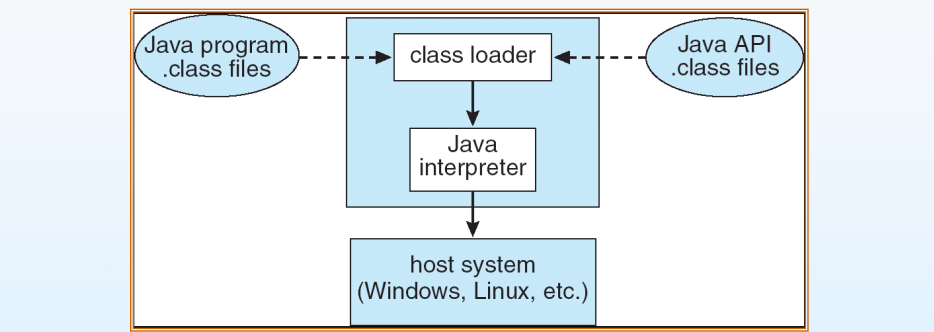 Java program
.class files
class loader
Java API
.class files
Java
interpreter
host system
(Windows, Linux, etc.)